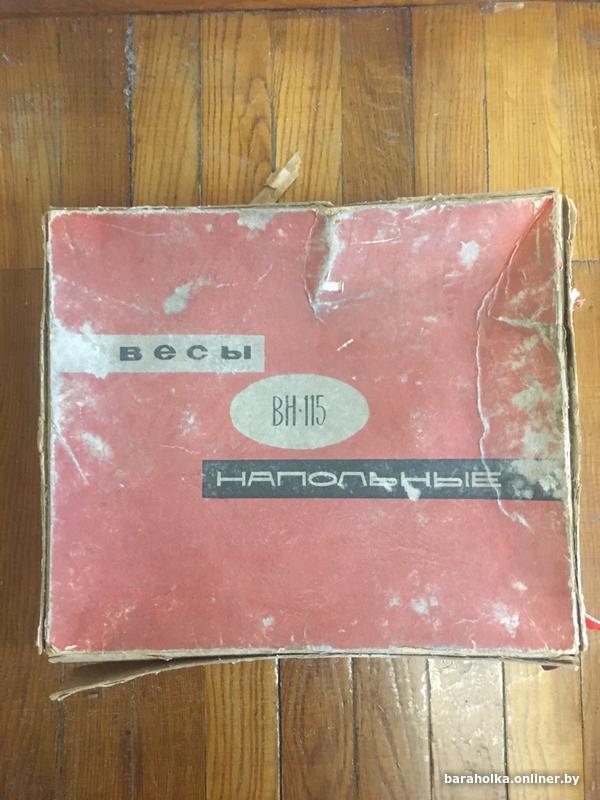 весы
ВН·115
НАПОЛЬНЫЕ
baraholka.onliner.by